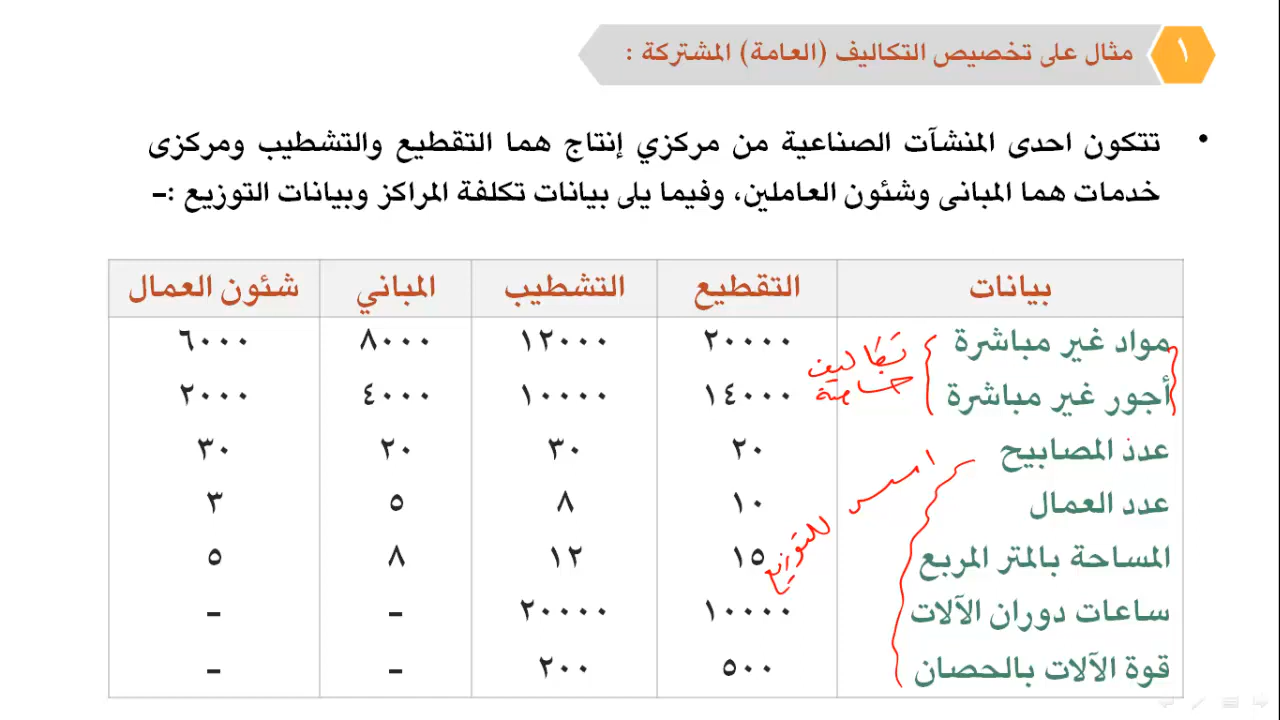 ١
مثال على تخصيص التكاليف (العامة) المشتركة :
• تتكون احدى المنشآت الصناعية من مركزي إنتاج هما التقطيع والتشطيب ومركزى
خدمات هما المبانى وشئون العاملين، وفيما يلى بيانات تكلفة المراكز وبيانات التوزيع :-
بيانات التقطيع التشطيب المباني شئون العمال
مواد غير مباشرة ٢٠٠٠٠ ١٢٠٠٠ ٨٠٠٠ ٦٠٠٠
أجور غير مباشرة ١٤٠٠٠ ١٠٠٠٠ ٤٠٠٠ ٢٠٠٠
عدذ المصابيح ٢٠ ٣٠ ٢٠ ٣٠
عدد العمال ١٠ ٨ ٥ ٣
المساحة بالمتر المربع ١٥ ١٢ ٨ ٥
ساعات دوران الآلات ١٠٠٠٠ ٢٠٠٠٠ - -
قوة الآلات بالحصان ٥٠٠ ٢٠٠ - -
تكاليف
خاصة
اسس للتوزيع